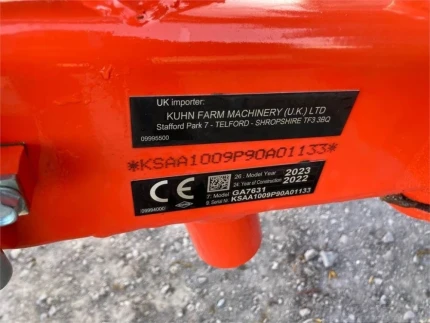 UK importer:
KUHN FARM MACHINERY (U.K.) LTD
Stafford Park 7 - TELFORD - SHROPSHIRE TF3 3BQ
09995500
*KSAA1009P90A01133*
CE
26. Model Year 2023
24. Year of Construction 2022
7. Model GA7631
8. Serial N° KSAA1009P90A01133